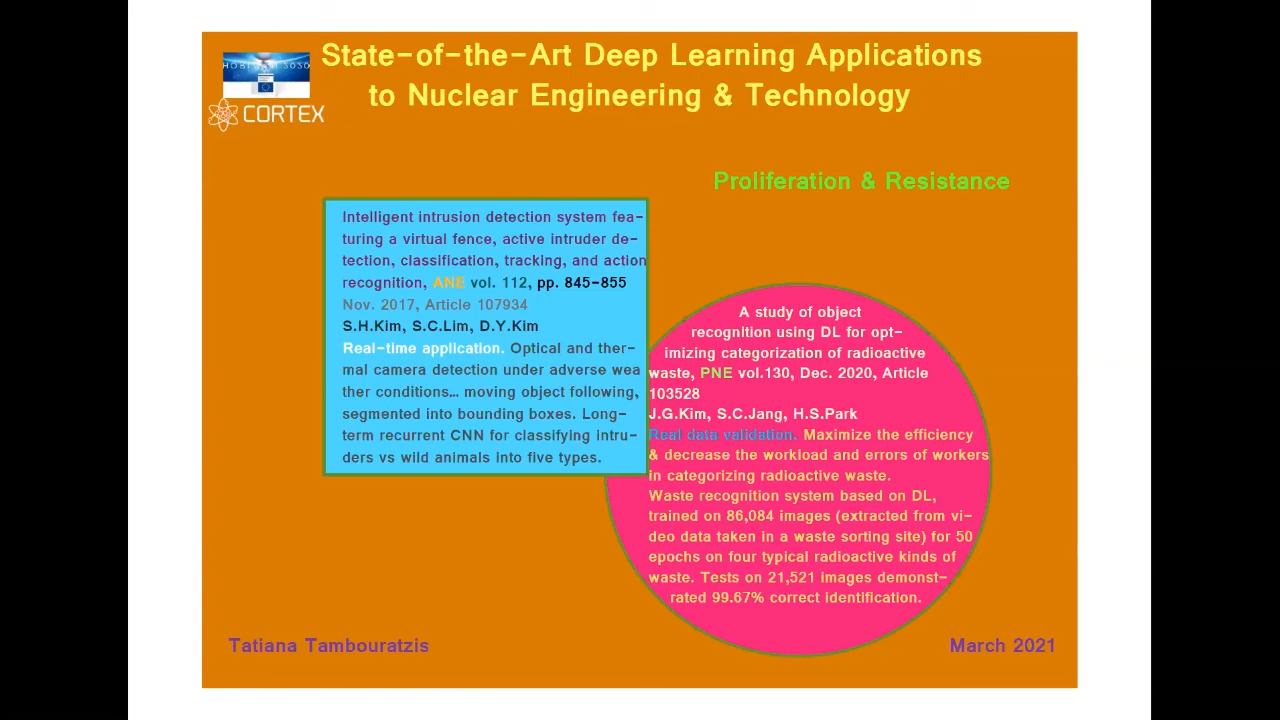 State-of-the-Art Deep Learning Applications
to Nuclear Engineering & Technology
HORIZON 2020
CORTEX
Proliferation & Resistance
Intelligent intrusion detection system fea-
turing a virtual fence, active intruder de-
tection, classification, tracking, and action
recognition, ANE vol. 112, pp. 845-855
Nov. 2017, Article 107934
S.H.Kim, S.C.Lim, D.Y.Kim
Real-time application. Optical and ther-
mal camera detection under adverse wea
ther conditions... moving object following,
segmented into bounding boxes. Long-
term recurrent CNN for classifying intru-
ders vs wild animals into five types.
A study of object
recognition using DL for opt-
imizing categorization of radioactive
waste, PNE vol.130, Dec. 2020, Article
103528
J.G.Kim, S.C.Jang, H.S.Park
Real data validation. Maximize the efficiency
& decrease the workload and errors of workers
in categorizing radioactive waste.
Waste recognition system based on DL,
trained on 86,084 images (extracted from vi-
deo data taken in a waste sorting site) for 50
epochs on four typical radioactive kinds of
waste. Tests on 21,521 images demonst-
rated 99.67% correct identification.
Tatiana Tambouratzis
March 2021